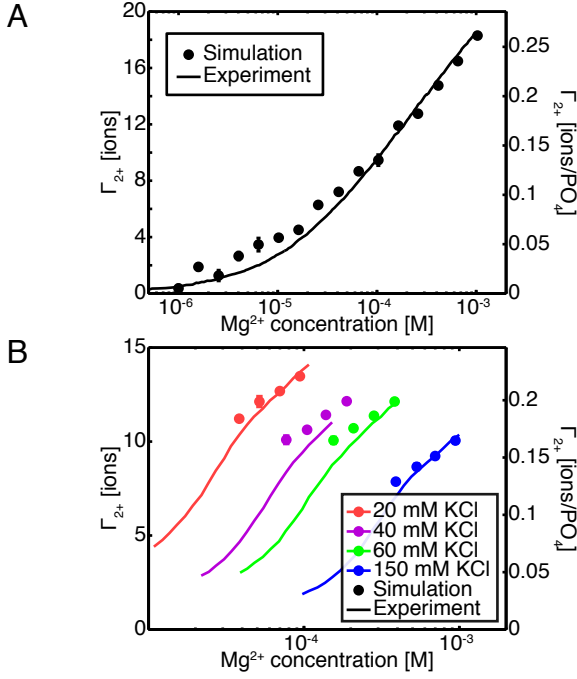 A
20
16
12
8
4
0
Γ2+ [ions]
Simulation
Experiment
0.25
0.2
0.15
0.1
0.05
0
Γ2+ [ions/PO4]
10-6
10-5
10-4
10-3
Mg2+ concentration [M]
B
15
10
5
0
Γ2+ [ions]
20 mM KCl
40 mM KCl
60 mM KCl
150 mM KCl
Simulation
Experiment
0.2
0.15
0.1
0.05
0
Γ2+ [ions/PO4]
10-4
10-3
Mg2+ concentration [M]